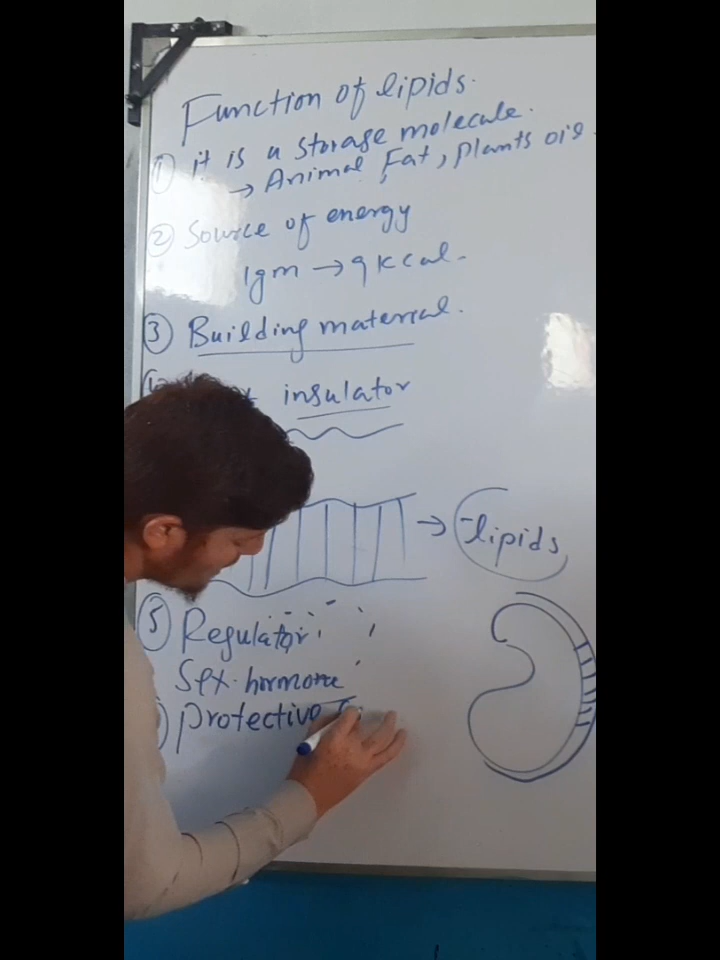 Function of lipids.
① it is a storage molecule.
→ Animal Fat, plants oil.
② Source of energy
1gm → 9 kcal.
③ Building material.
insulator
→ lipids
⑤ Regulator
Sex. hormone
protective